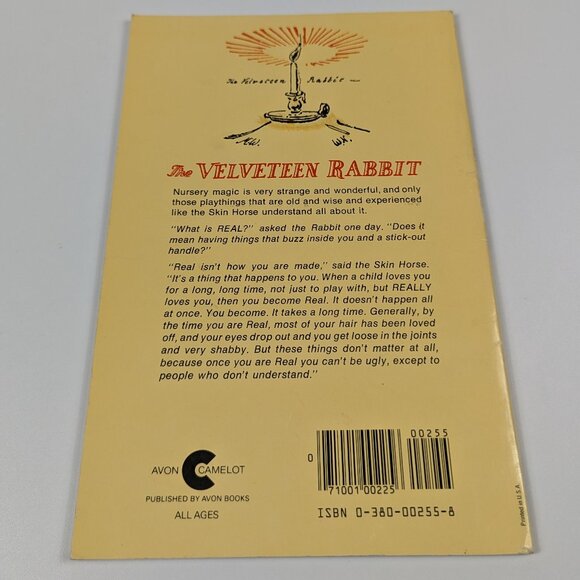 The Velveteen Rabbit
M.W. W.N.
The VELVETEEN RABBIT
Nursery magic is very strange and wonderful, and only
those playthings that are old and wise and experienced
like the Skin Horse understand all about it.
"What is REAL?" asked the Rabbit one day. "Does it
mean having things that buzz inside you and a stick-out
handle?"
"Real isn't how you are made," said the Skin Horse.
"It's a thing that happens to you. When a child loves you
for a long, long time, not just to play with, but REALLY
loves you, then you become Real. It doesn't happen all
at once. You become. It takes a long time. Generally, by
the time you are Real, most of your hair has been loved
off, and your eyes drop out and you get loose in the joints
and very shabby. But these things don't matter at all,
because once you are Real you can't be ugly, except to
people who don't understand."
AVON CAMELOT
PUBLISHED BY AVON BOOKS
ALL AGES
00255
0
71001 00225
ISBN 0-380-00255-8
Printed in U.S.A.